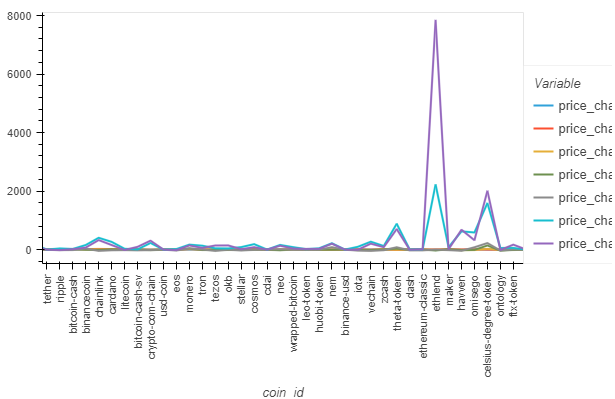 8000
6000
4000
2000
0
tether
ripple
bitcoin-cash
binancecoin
chainlink
cardano
litecoin
bitcoin-cash-sv
crypto-com-chain
usd-coin
eos
monero
tron
tezos
okb
stellar
cosmos
cdai
neo
wrapped-bitcoin
leo-token
huobi-token
nem
binance-usd
iota
vechain
zcash
theta-token
dash
ethereum-classic
ethlend
maker
havven
omisego
celsius-degree-token
ontology
ftx-token
coin_id
Variable
price_cha
price_cha
price_cha
price_cha
price_cha
price_cha
price_cha